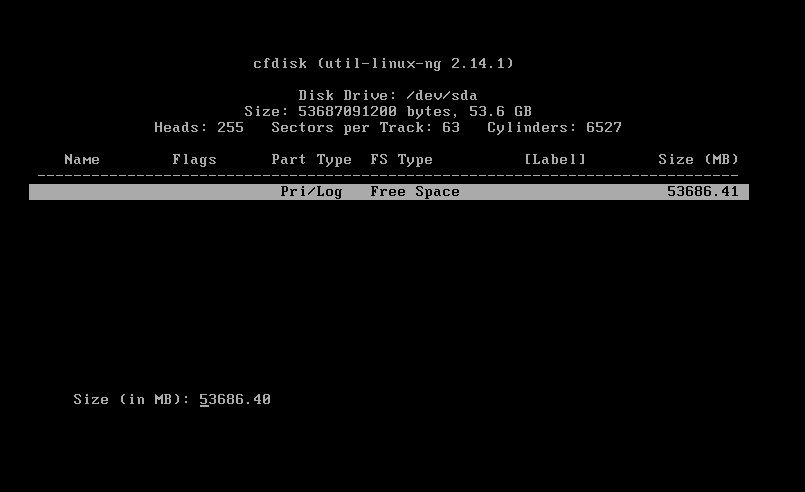 cfdisk (util-linux-ng 2.14.1)
Disk Drive: /dev/sda
Size: 53687091200 bytes, 53.6 GB
Heads: 255   Sectors per Track: 63   Cylinders: 6527
Name   Flags   Part Type   FS Type   [Label]   Size (MB)
Pri/Log   Free Space   53686.41
Size (in MB): 53686.40